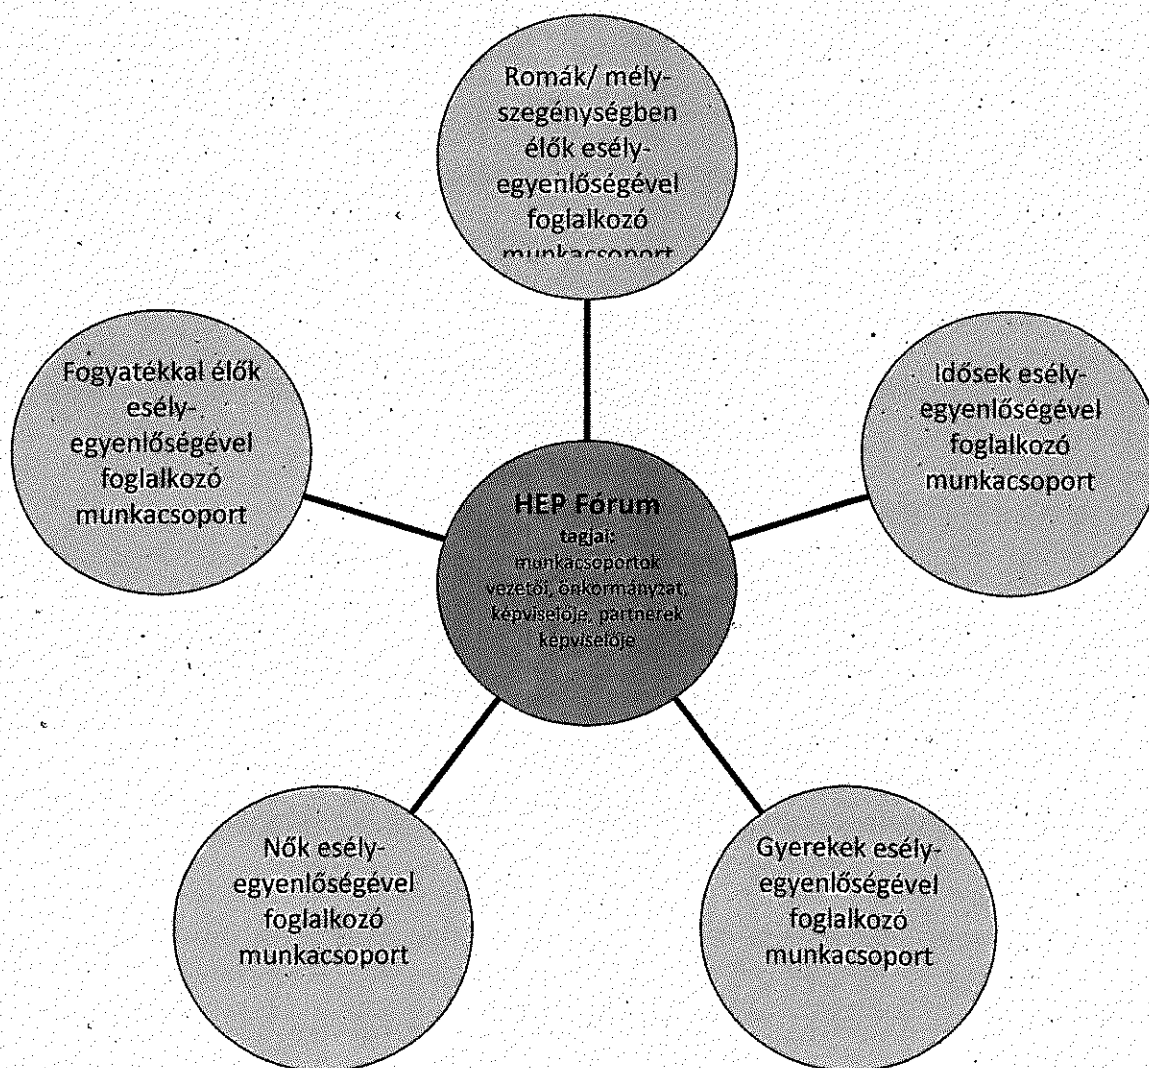 Romák/ mély-
szegénységben
élők esély-
egyenlőségével
foglalkozó
munkacsoport
Fogyatékkal élők
esély-
egyenlőségével
foglalkozó
munkacsoport
Idősek esély-
egyenlőségével
foglalkozó
munkacsoport
HEP Fórum
tagjai:
munkacsoportok
vezetői, önkormányzat,
képviselője, partnerek
képviselője
Nők esély-
egyenlőségével
foglalkozó
munkacsoport
Gyerekek esély-
egyenlőségével
foglalkozó
munkacsoport